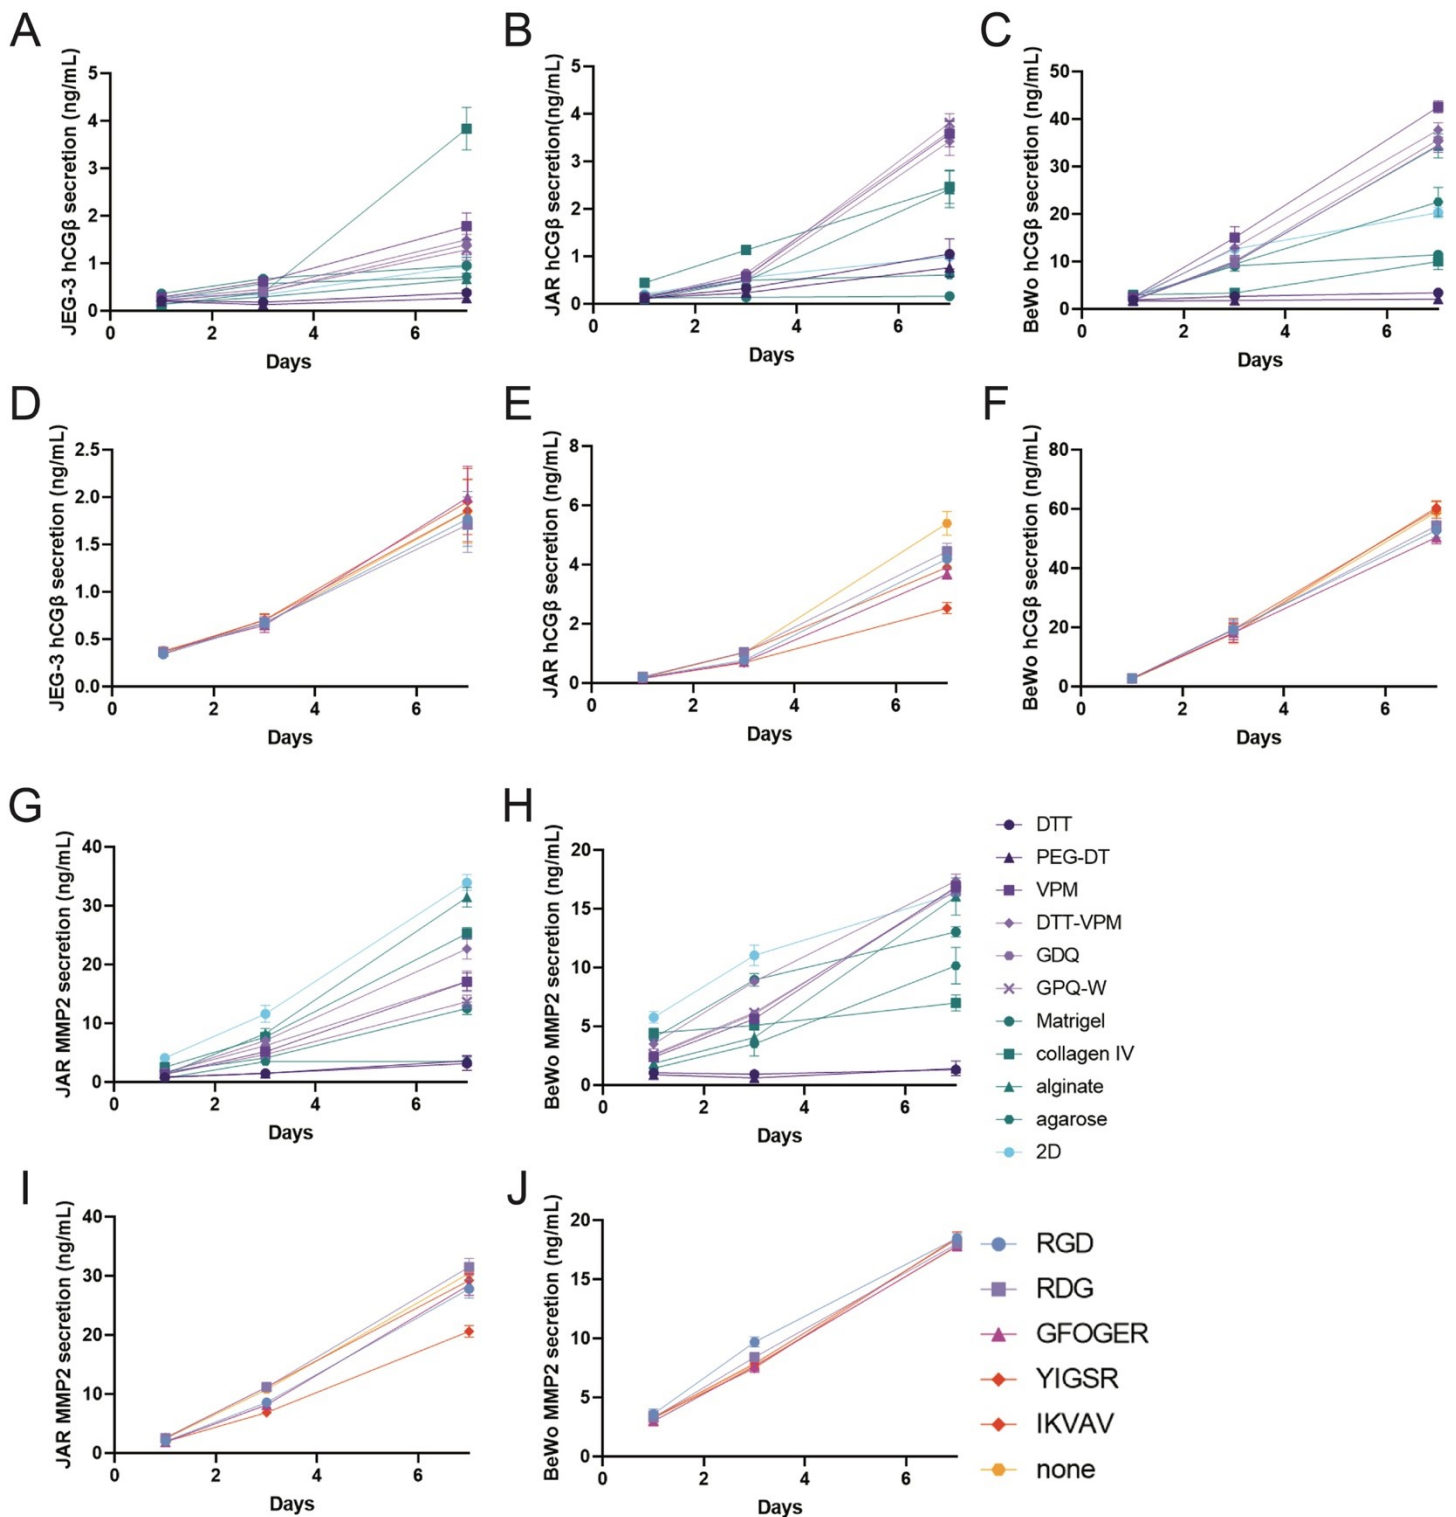 A
JEG-3 hCGβ secretion (ng/mL)
5
4
3
2
1
0
0 2 4 6
Days
B
JAR hCGβ secretion(ng/mL)
5
4
3
2
1
0
0 2 4 6
Days
C
BeWo hCGβ secretion (ng/mL)
50
40
30
20
10
0
0 2 4 6
Days
D
JEG-3 hCGβ secretion (ng/mL)
2.5
2.0
1.5
1.0
0.5
0.0
0 2 4 6
Days
E
JAR hCGβ secretion (ng/mL)
8
6
4
2
0
0 2 4 6
Days
F
BeWo hCGβ secretion (ng/mL)
80
60
40
20
0
0 2 4 6
Days
G
JAR MMP2 secretion (ng/mL)
40
30
20
10
0
0 2 4 6
Days
H
BeWo MMP2 secretion (ng/mL)
20
15
10
5
0
0 2 4 6
Days
DTT
PEG-DT
VPM
DTT-VPM
GDQ
GPQ-W
Matrigel
collagen IV
alginate
agarose
2D
I
JAR MMP2 secretion (ng/mL)
40
30
20
10
0
0 2 4 6
Days
J
BeWo MMP2 secretion (ng/mL)
20
15
10
5
0
0 2 4 6
Days
RGD
RDG
GFOGER
YIGSR
IKVAV
none